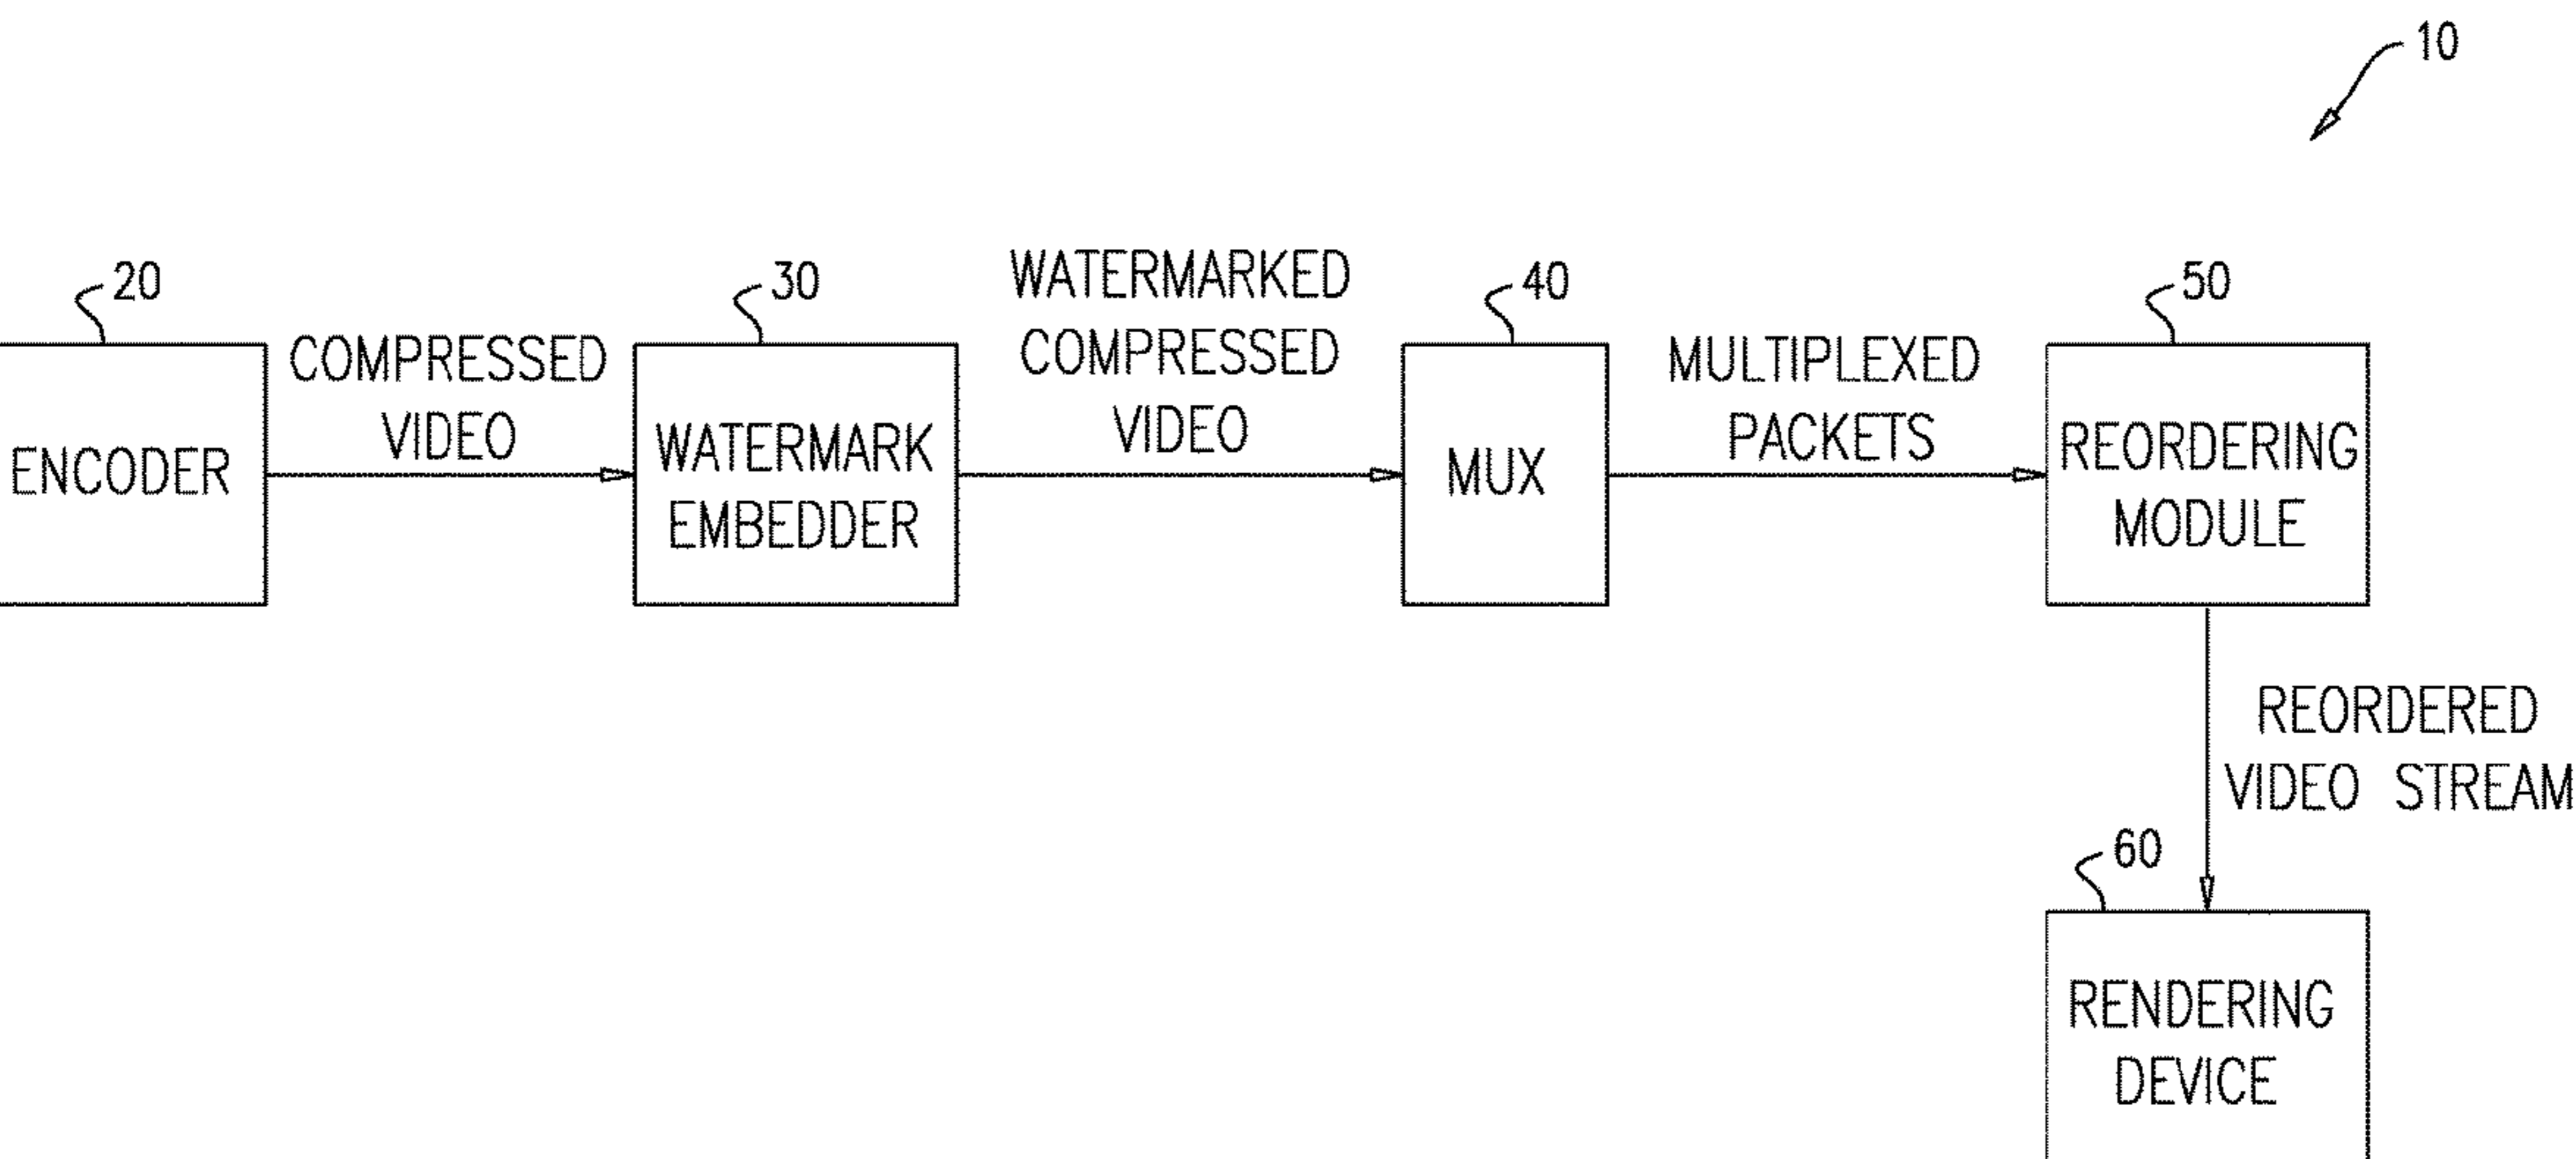 10
20
30
40
50
COMPRESSED
VIDEO
WATERMARKED
COMPRESSED
VIDEO
MULTIPLEXED
PACKETS
ENCODER
WATERMARK
EMBEDDER
MUX
REORDERING
MODULE
REORDERED
VIDEO STREAM
60
RENDERING
DEVICE